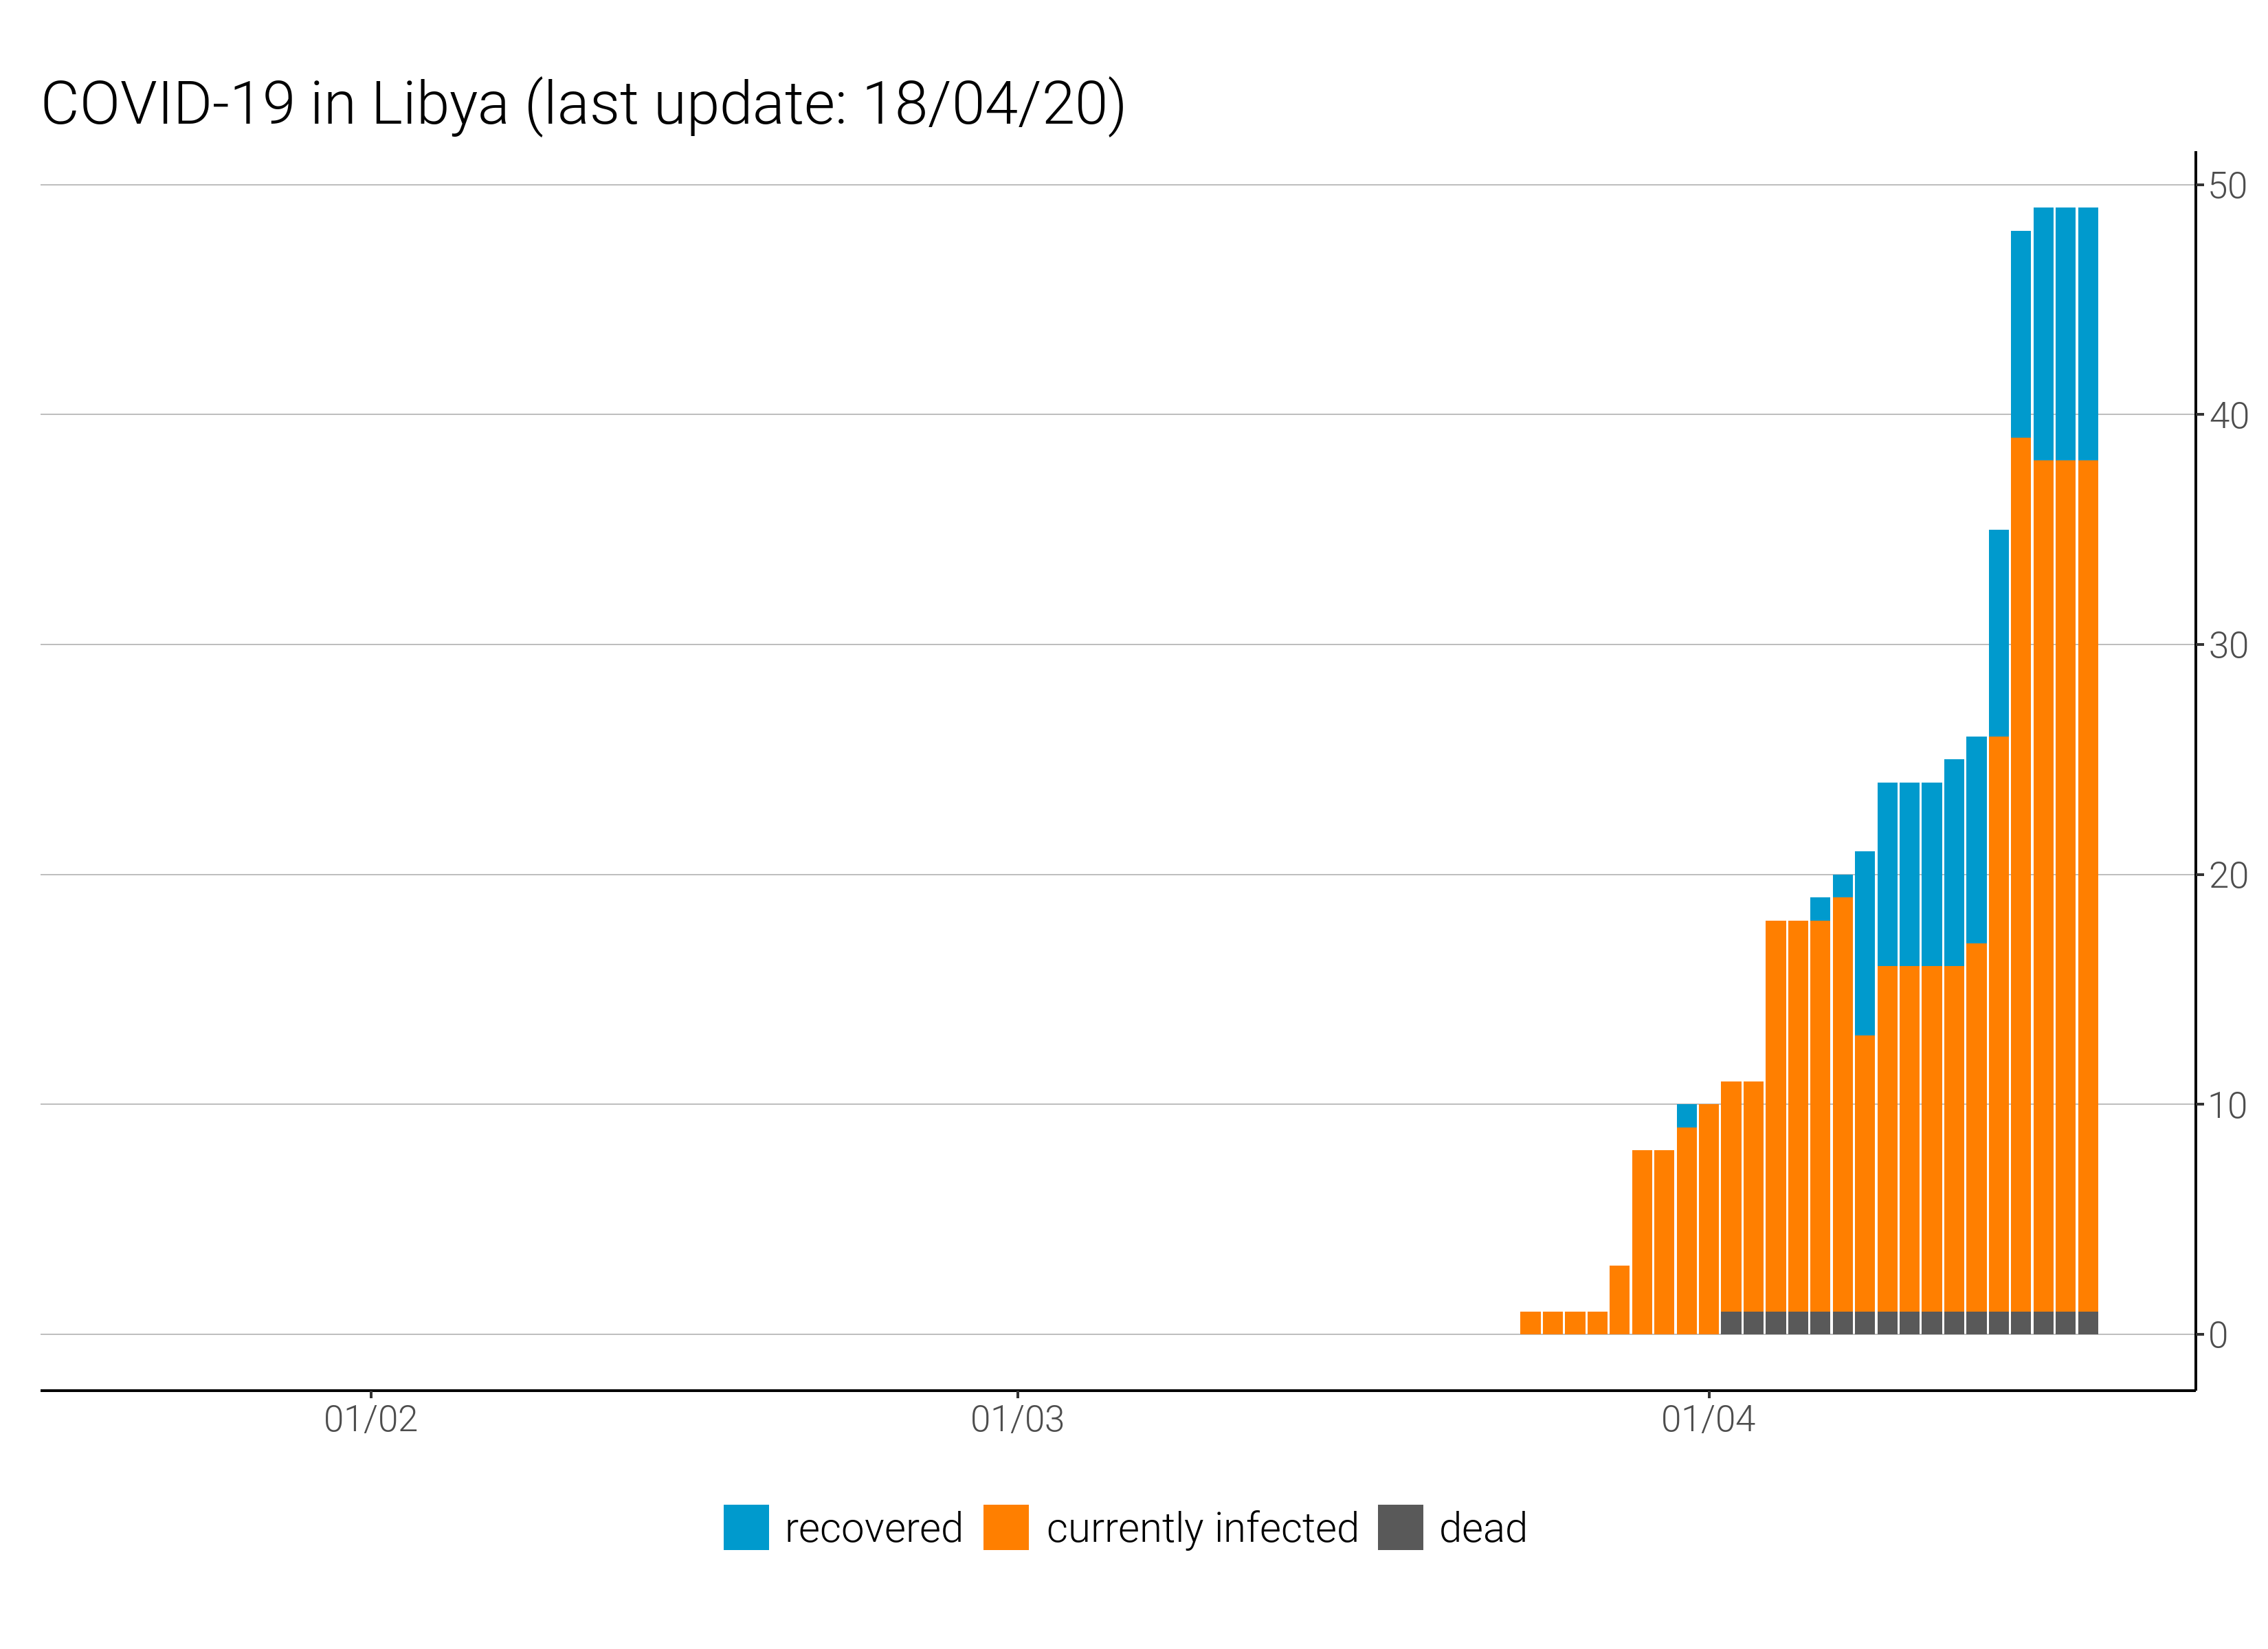 COVID-19 in Libya (last update: 18/04/20)
50
40
30
20
10
0
01/02 01/03 01/04
recovered currently infected dead